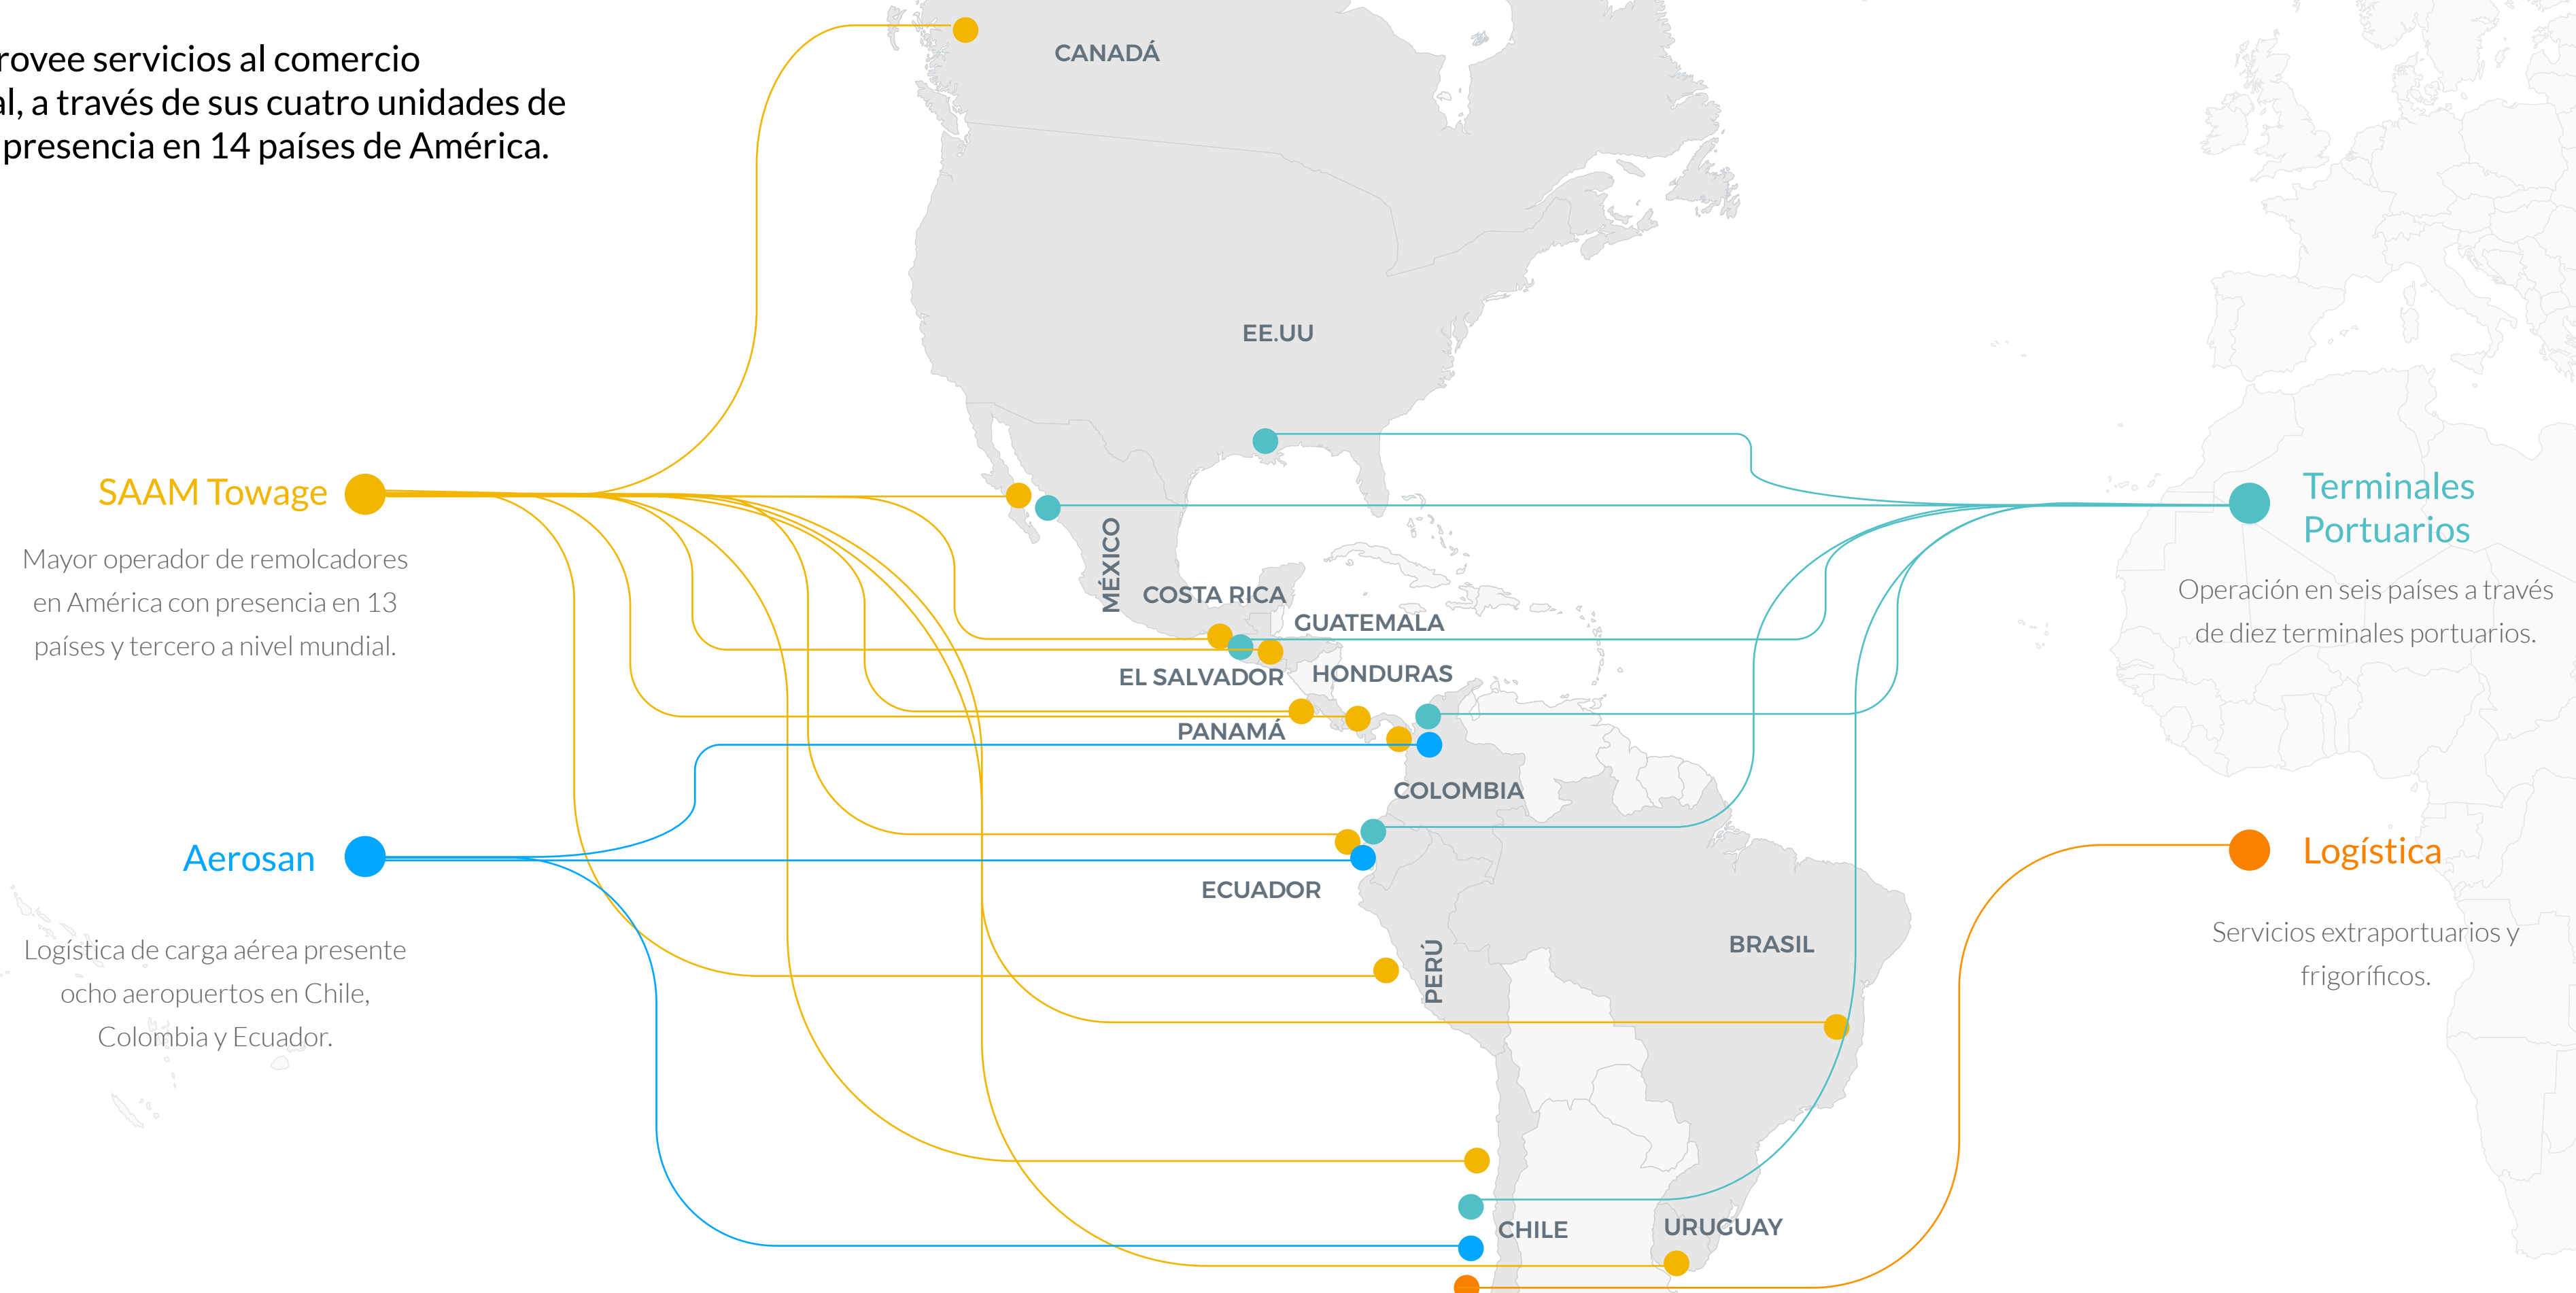 rovee servicios al comercio
al, a través de sus cuatro unidades de
presencia en 14 países de América.
CANADÁ
EE.UU
MÉXICO
COSTA RICA
GUATEMALA
EL SALVADOR
HONDURAS
PANAMÁ
COLOMBIA
ECUADOR
PERÚ
BRASIL
CHILE
URUGUAY
SAAM Towage
Mayor operador de remolcadores
en América con presencia en 13
países y tercero a nivel mundial.
Aerosan
Logística de carga aérea presente
ocho aeropuertos en Chile,
Colombia y Ecuador.
Terminales
Portuarios
Operación en seis países a través
de diez terminales portuarios.
Logística
Servicios extraportuarios y
frigoríficos.